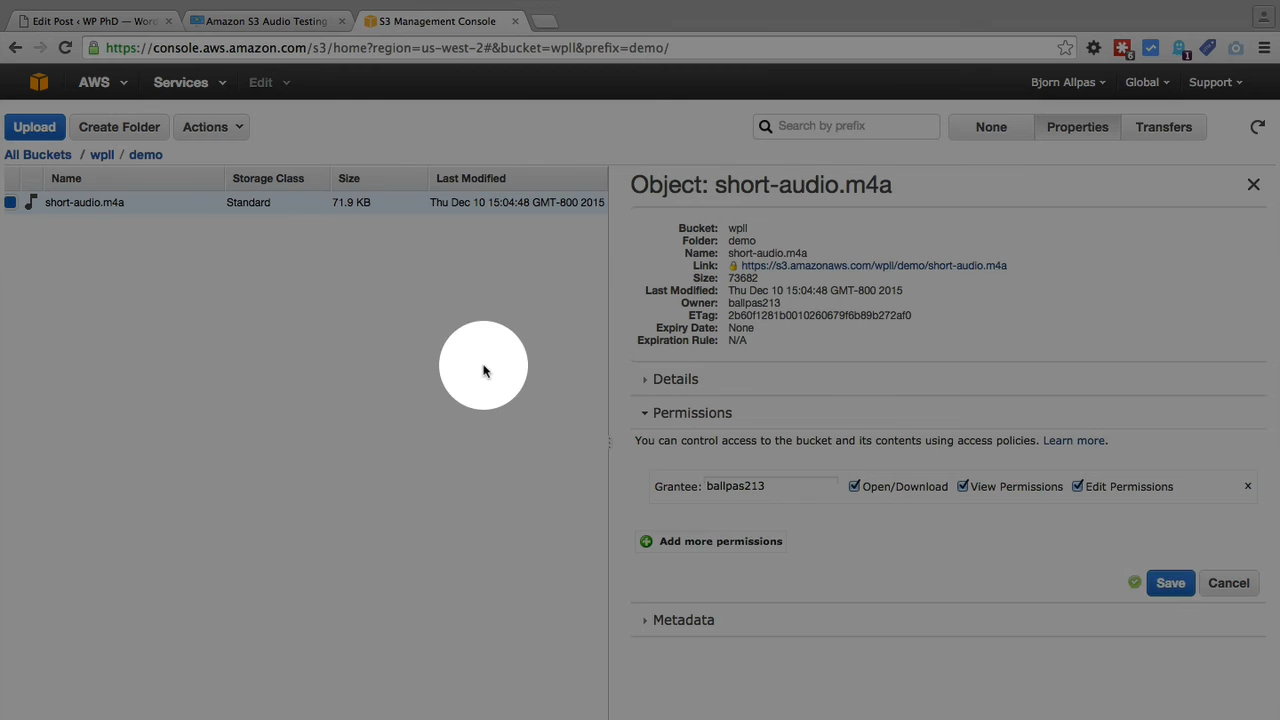 Edit Post ‹ WP PhD — Word
Amazon S3 Audio Testing
S3 Management Console
https://console.aws.amazon.com/s3/home?region=us-west-2#&bucket=wpll&prefix=demo/
6
1
AWS Services Edit Bjorn Allpas Global Support
Upload Create Folder Actions Search by prefix None Properties Transfers
All Buckets / wpll / demo
Name Storage Class Size Last Modified
short-audio.m4a Standard 71.9 KB Thu Dec 10 15:04:48 GMT-800 2015
Object: short-audio.m4a
Bucket: wpll
Folder: demo
Name: short-audio.m4a
Link: https://s3.amazonaws.com/wpll/demo/short-audio.m4a
Size: 73682
Last Modified: Thu Dec 10 15:04:48 GMT-800 2015
Owner: ballpas213
ETag: 2b60f1281b0010260679f6b89b272af0
Expiry Date: None
Expiration Rule: N/A
Details
Permissions
You can control access to the bucket and its contents using access policies. Learn more.
Grantee: ballpas213 Open/Download View Permissions Edit Permissions x
Add more permissions
Save Cancel
Metadata